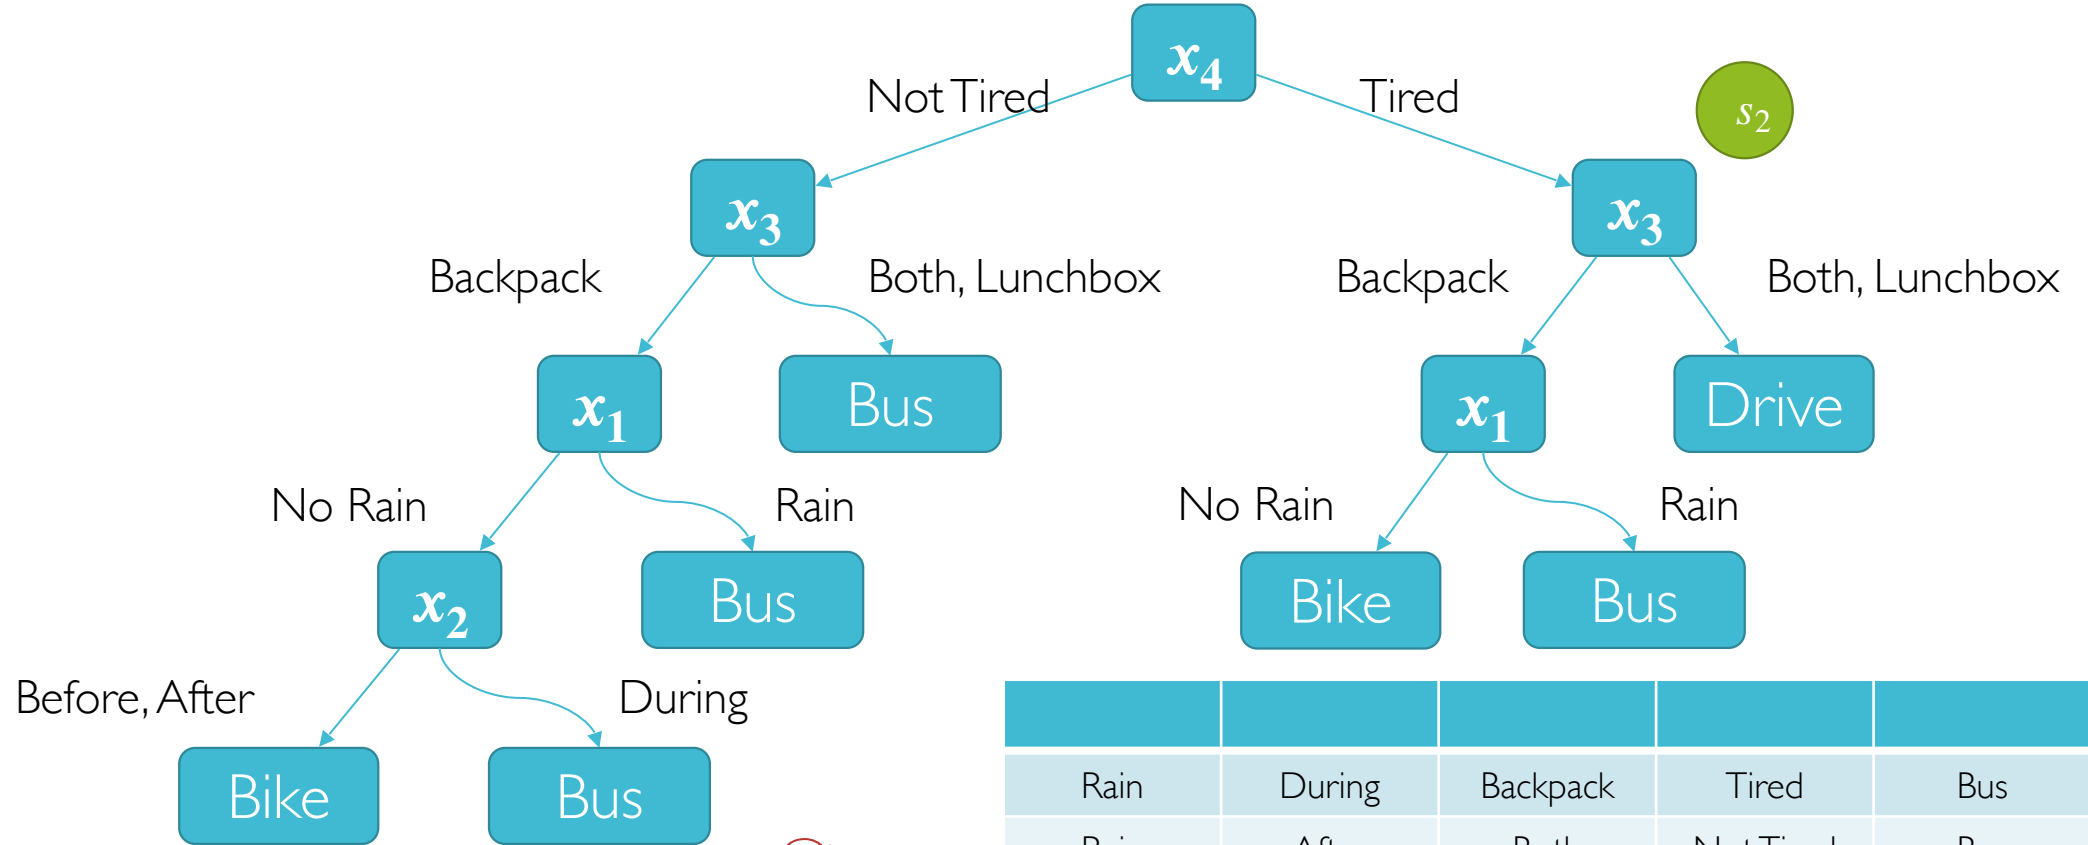 x4
Not Tired
Tired
s2
x3
x3
Backpack
Both, Lunchbox
Backpack
Both, Lunchbox
x1
Bus
x1
Drive
No Rain
Rain
No Rain
Rain
x2
Bus
Bike
Bus
Before, After
During
Bike
Bus
Rain During Backpack Tired Bus